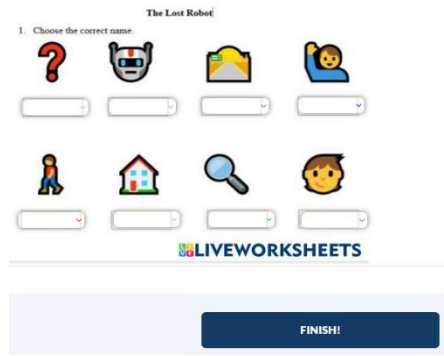 The Lost Robot
1. Choose the correct name.
LIVEWORKSHEETS
FINISH!